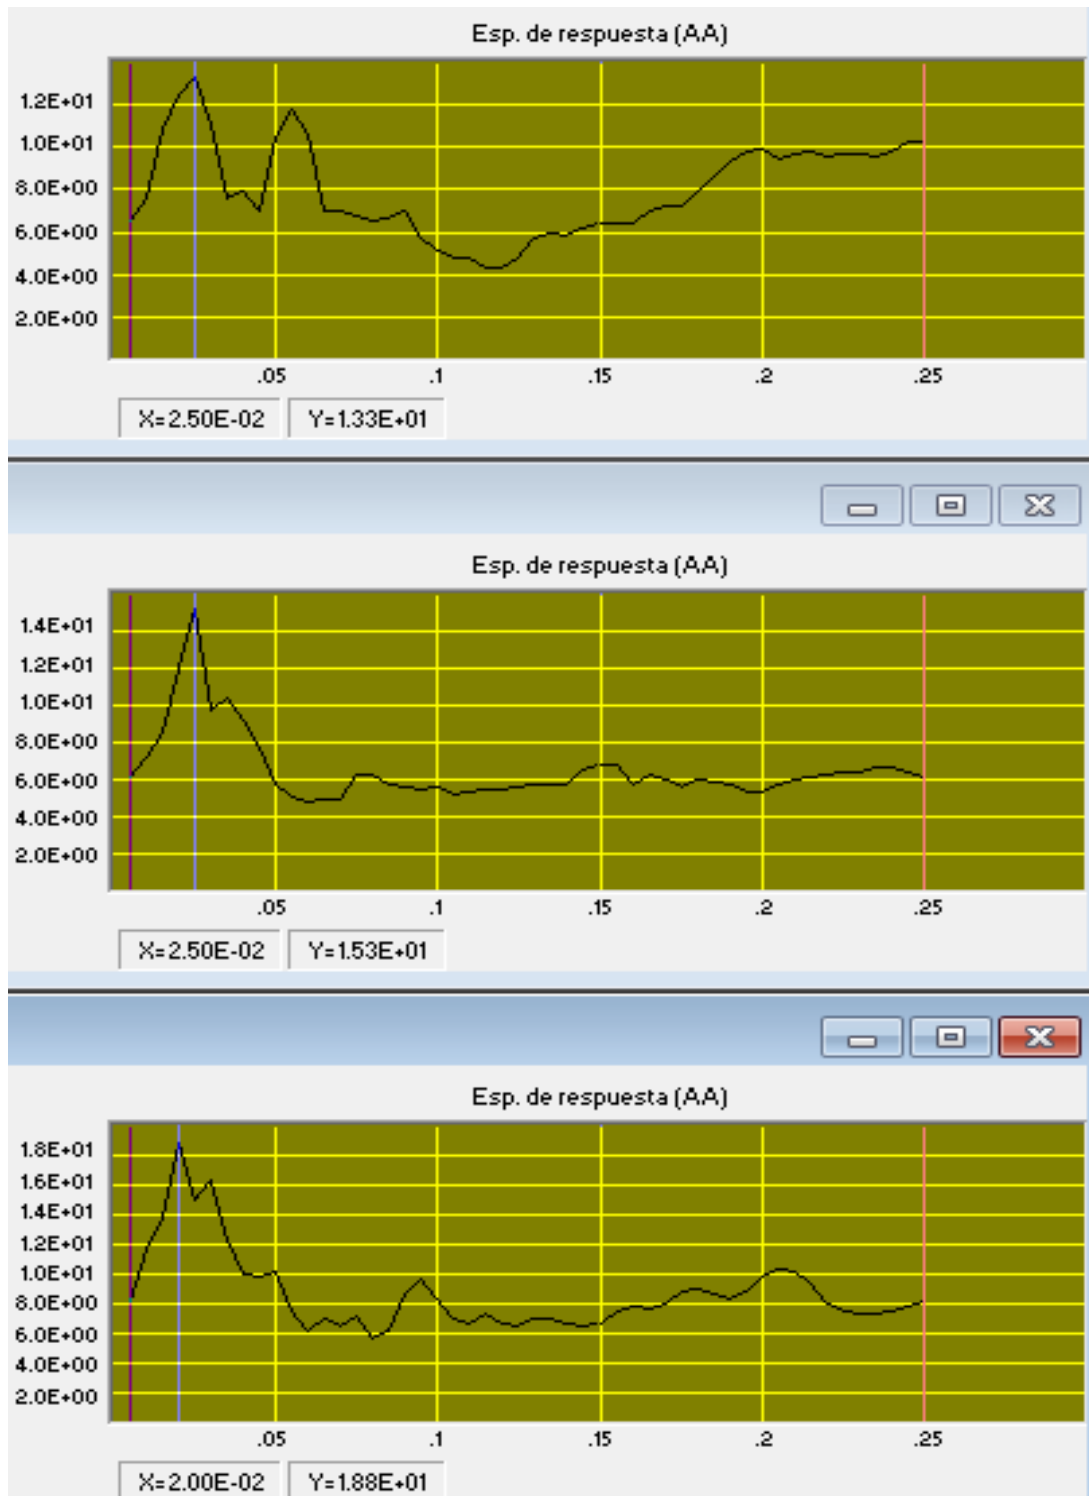 Esp. de respuesta (AA)
1.2E+01
1.0E+01
8.0E+00
6.0E+00
4.0E+00
2.0E+00
.05 .1 .15 .2 .25
X=2.50E-02 Y=1.33E+01
Esp. de respuesta (AA)
1.4E+01
1.2E+01
1.0E+01
8.0E+00
6.0E+00
4.0E+00
2.0E+00
.05 .1 .15 .2 .25
X=2.50E-02 Y=1.53E+01
Esp. de respuesta (AA)
1.8E+01
1.6E+01
1.4E+01
1.2E+01
1.0E+01
8.0E+00
6.0E+00
4.0E+00
2.0E+00
.05 .1 .15 .2 .25
X=2.00E-02 Y=1.88E+01